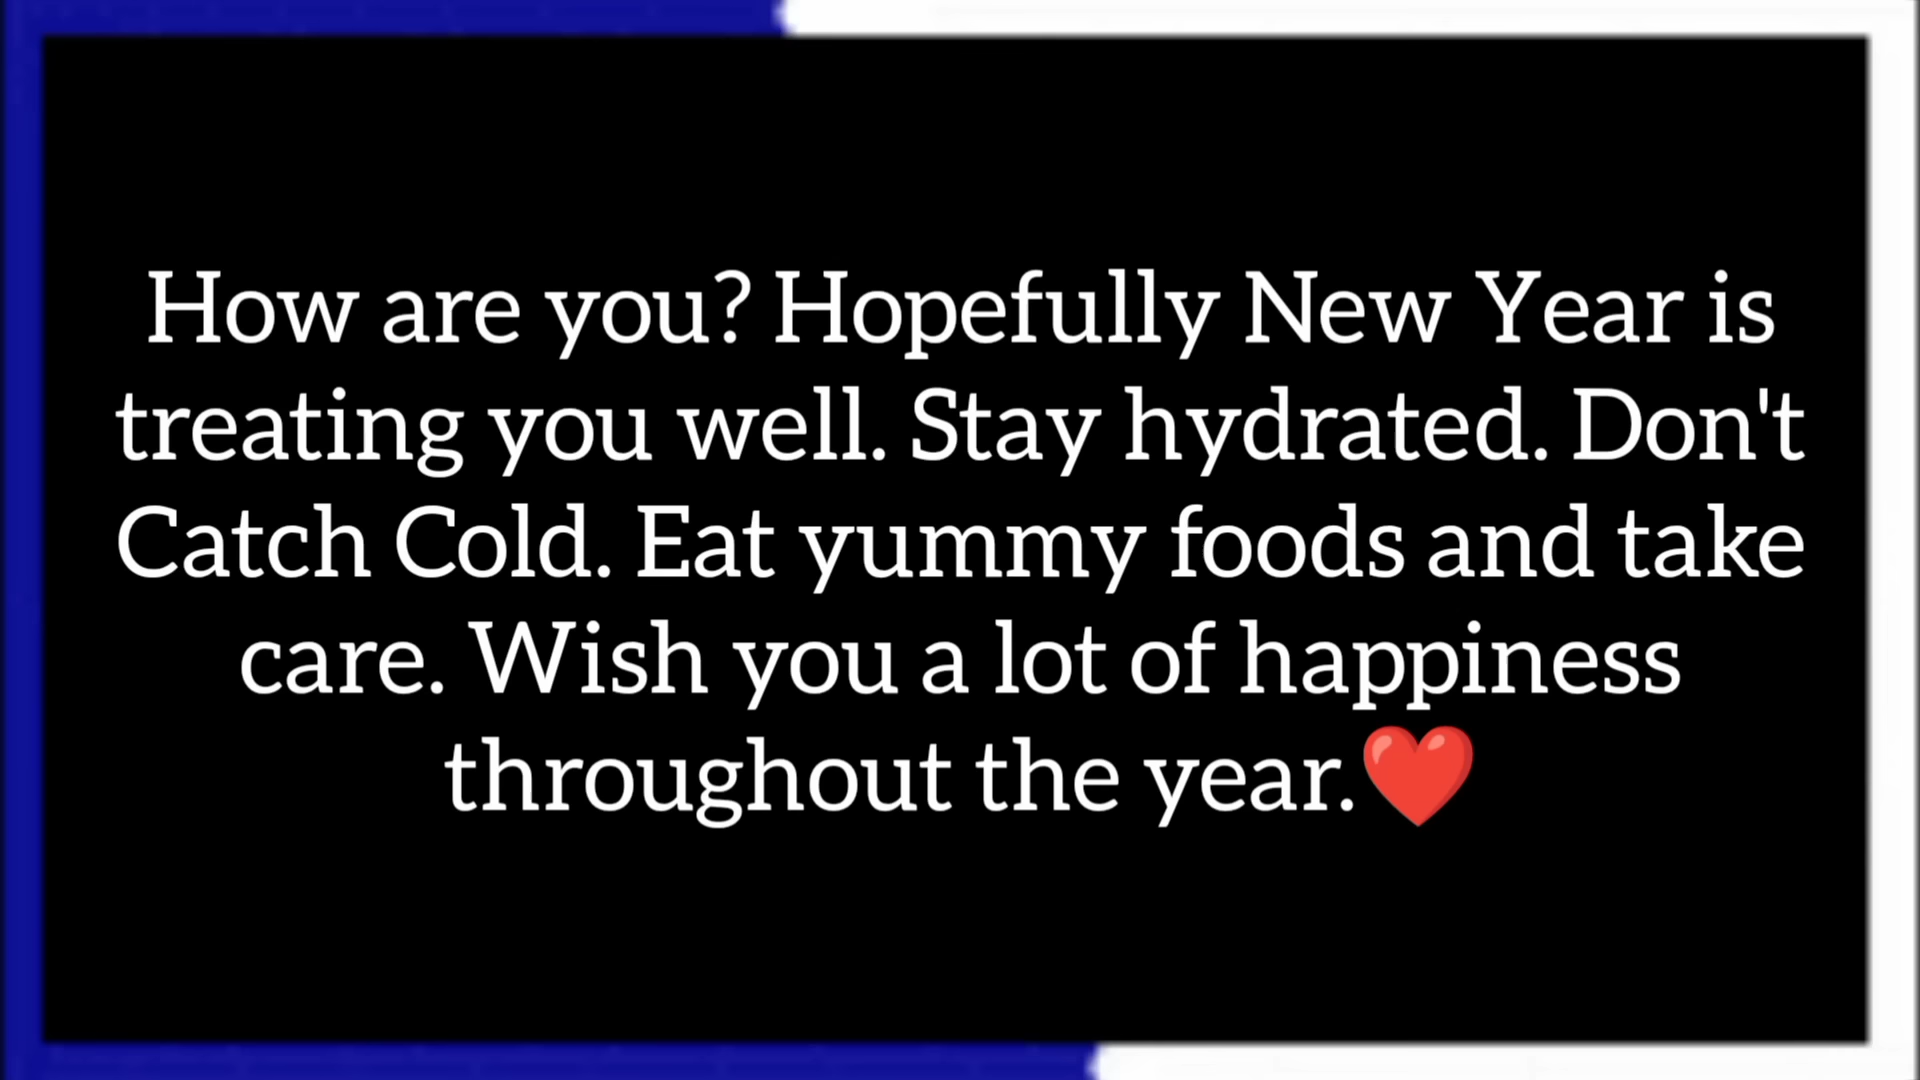 How are you? Hopefully New Year is
treating you well. Stay hydrated. Don't
Catch Cold. Eat yummy foods and take
care. Wish you a lot of happiness
throughout the year.❤️